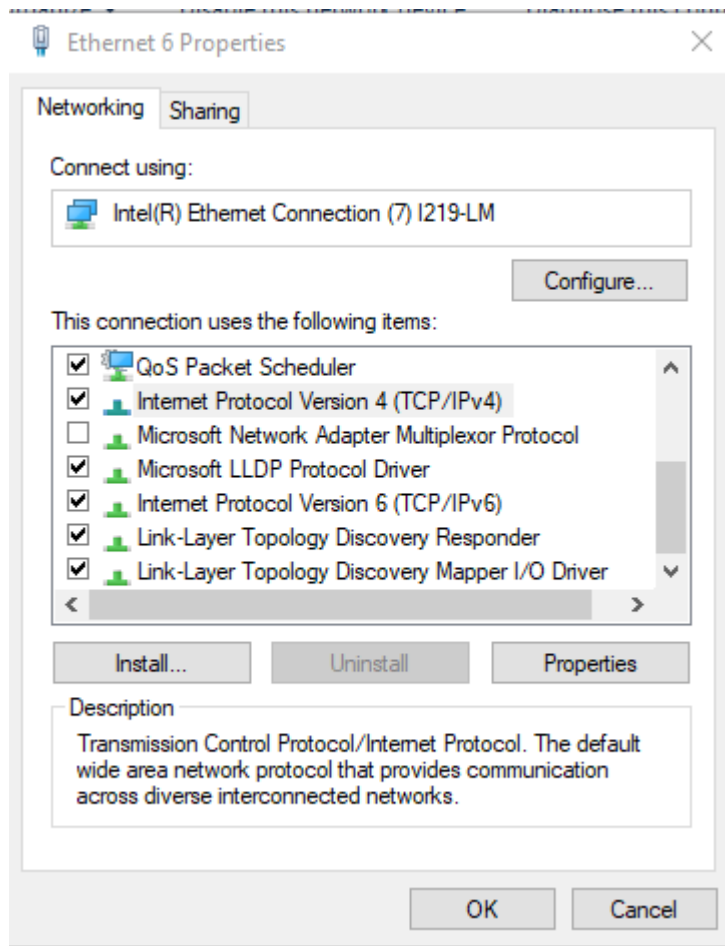 Ethernet 6 Properties
Networking
Sharing
Connect using:
Intel(R) Ethernet Connection (7) I219-LM
Configure...
This connection uses the following items:
QoS Packet Scheduler
Internet Protocol Version 4 (TCP/IPv4)
Microsoft Network Adapter Multiplexor Protocol
Microsoft LLDP Protocol Driver
Internet Protocol Version 6 (TCP/IPv6)
Link-Layer Topology Discovery Responder
Link-Layer Topology Discovery Mapper I/O Driver
Install...
Uninstall
Properties
Description
Transmission Control Protocol/Internet Protocol. The default
wide area network protocol that provides communication
across diverse interconnected networks.
OK
Cancel